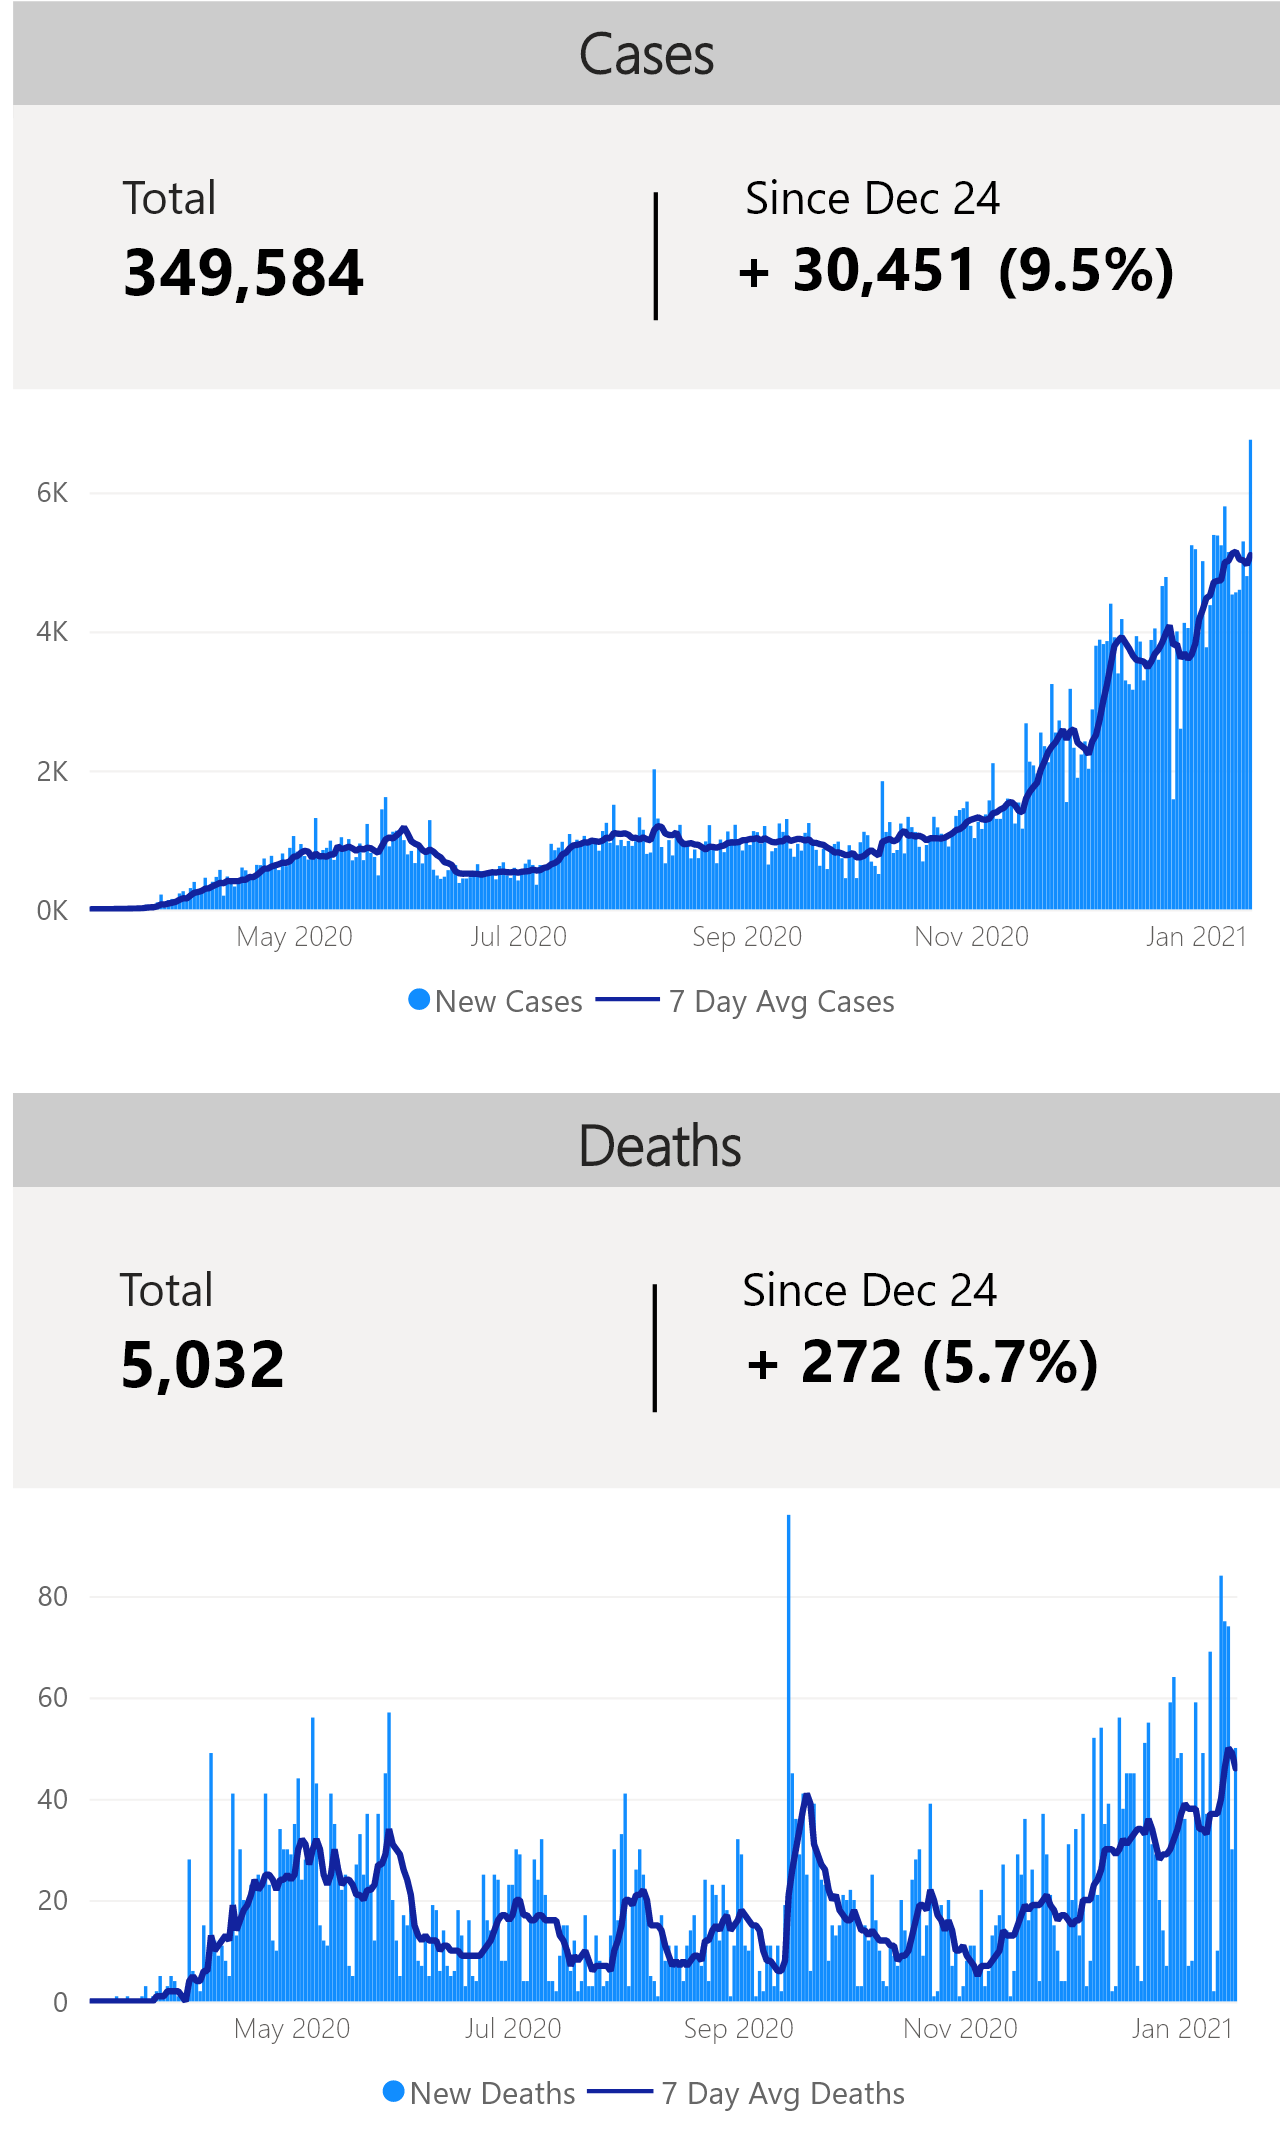 Cases
Total
Since Dec 24
349,584
+ 30,451 (9.5%)
6K
4K
2K
0K
May 2020
Jul 2020
Sep 2020
Nov 2020
Jan 2021
New Cases
7 Day Avg Cases
Deaths
Total
Since Dec 24
5,032
+ 272 (5.7%)
80
60
40
20
0
May 2020
Jul 2020
Sep 2020
Nov 2020
Jan 2021
New Deaths
7 Day Avg Deaths